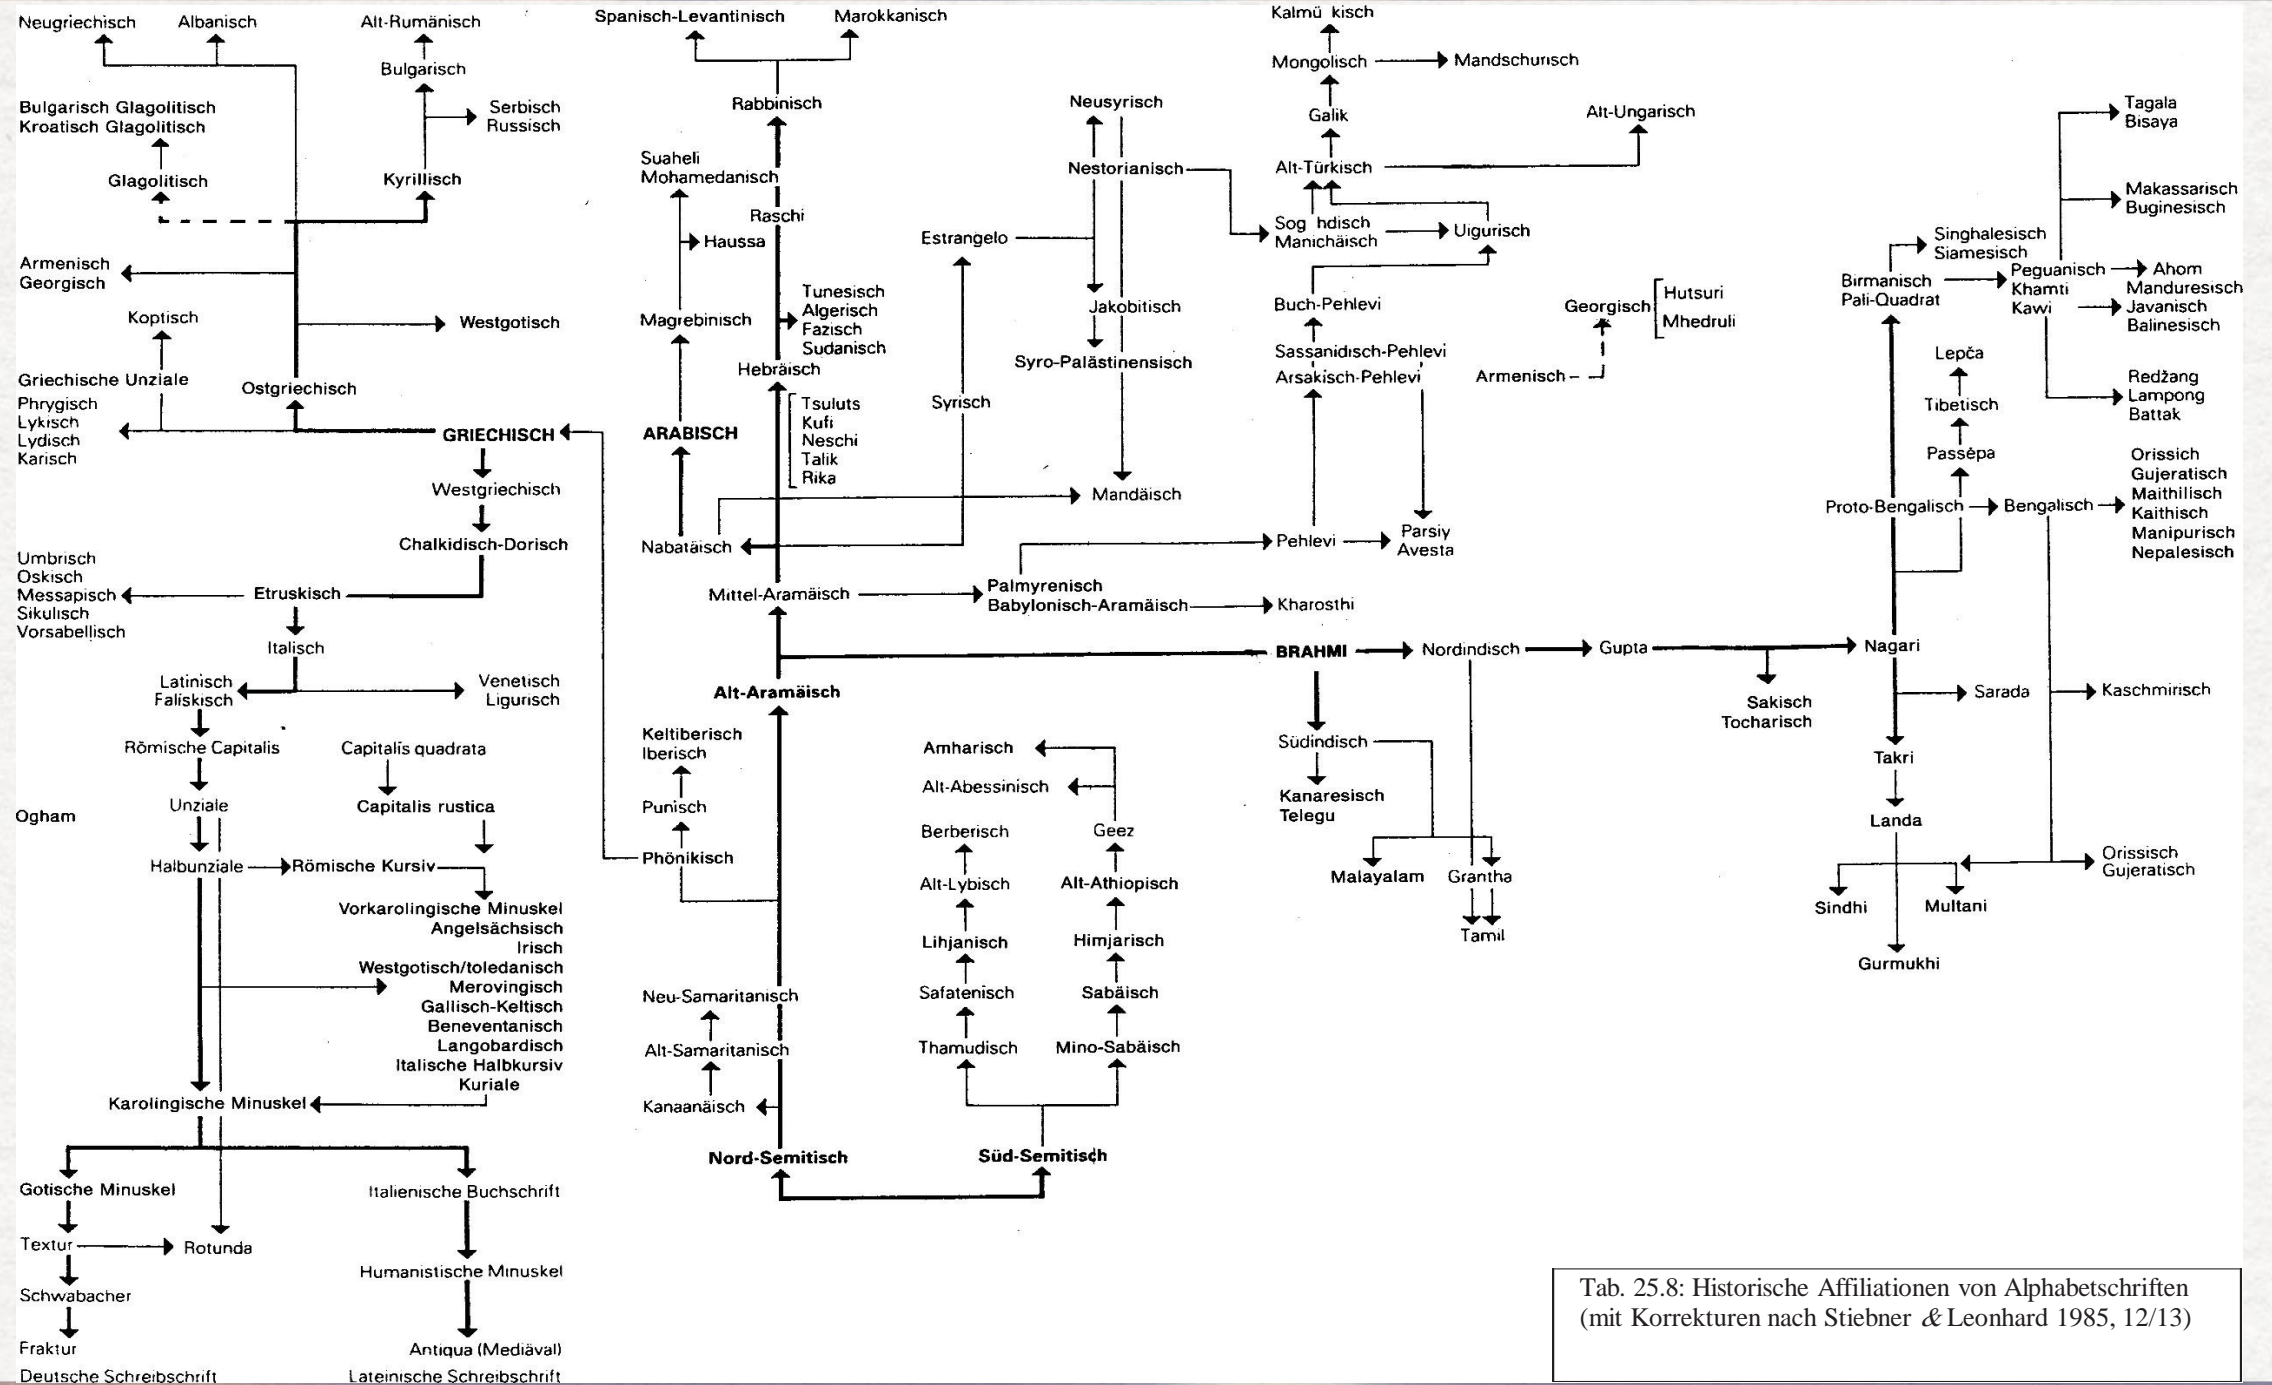 Neugriechisch
Albanisch
Alt-Rumänisch
Bulgarisch
Bulgarisch Glagolitisch
Kroatisch Glagolitisch
Serbisch
Russisch
Glagolitisch
Kyrillisch
Armenisch
Georgisch
Koptisch
Westgotisch
Griechische Unziale
Ostgriechisch
Phrygisch
Lykisch
Lydisch
Karisch
GRIECHISCH
Westgriechisch
Chalkidisch-Dorisch
Umbrisch
Oskisch
Messapisch
Sikulisch
Vorsabellisch
Etruskisch
Italisch
Latinisch
Faliskisch
Venetisch
Ligurisch
Römische Capitalis
Capitalis quadrata
Unziale
Capitalis rustica
Ogham
Halbunziale
Römische Kursiv
Vorkarolingische Minuskel
Angelsächsisch
Irisch
Westgotisch/toledanisch
Merovingisch
Gallisch-Keltisch
Beneventanisch
Langobardisch
Italische Halbkursiv
Kuriale
Karolingische Minuskel
Gotische Minuskel
Italienische Buchschrift
Textur
Rotunda
Humanistische Minuskel
Schwabacher
Fraktur
Antiqua (Mediäval)
Deutsche Schreibschrift
Lateinische Schreibschrift
Spanisch-Levantinisch
Marokkanisch
Rabbinisch
Suaheli
Mohamedanisch
Raschi
Haussa
Tunesisch
Algerisch
Fazisch
Sudanisch
Magrebinisch
Hebräisch
Tsuluts
Kufi
Neschi
Talik
Rika
ARABISCH
Nabatäisch
Mittel-Aramäisch
Alt-Aramäisch
Keltiberisch
Iberisch
Punisch
Phönikisch
Neu-Samaritanisch
Alt-Samaritanisch
Kanaanäisch
Nord-Semitisch
Neusyrisch
Nestorianisch
Estrangelo
Jakobitisch
Syro-Palästinensisch
Syrisch
Mandäisch
Palmyrenisch
Babylonisch-Aramäisch
Kharosthi
Amharisch
Alt-Abessinisch
Berberisch
Geez
Alt-Lybisch
Alt-Athiopisch
Lihjanisch
Himjarisch
Safatenisch
Sabäisch
Thamudisch
Mino-Sabäisch
Süd-Semitisch
Kalmü kisch
Mongolisch
Mandschurisch
Galik
Alt-Ungarisch
Alt-Türkisch
Sog hdisch
Manichäisch
Uigurisch
Buch-Pehlevi
Georgisch
Hutsuri
Mhedruli
Sassanidisch-Pehlevi
Arsakisch-Pehlevi
Armenisch
Pehlevi
Parsiy
Avesta
BRAHMI
Nordindisch
Gupta
Nagari
Sakisch
Tocharisch
Südindisch
Kanaresisch
Telegu
Malayalam
Grantha
Tamil
Tagala
Bisaya
Makassarisch
Buginesisch
Singhalesisch
Siamesisch
Birmanisch
Pali-Quadrat
Peguanisch
Khamti
Kawi
Ahom
Manduresisch
Javanisch
Balinesisch
Lepča
Tibetisch
Redžang
Lampong
Battak
Passėpa
Proto-Bengalisch
Bengalisch
Orissich
Gujeratisch
Maithilisch
Kaithisch
Manipurisch
Nepalesisch
Sarada
Kaschmirisch
Takri
Landa
Orissisch
Gujeratisch
Sindhi
Multani
Gurmukhi
Tab. 25.8: Historische Affiliationen von Alphabetschriften
(mit Korrekturen nach Stiebner & Leonhard 1985, 12/13)